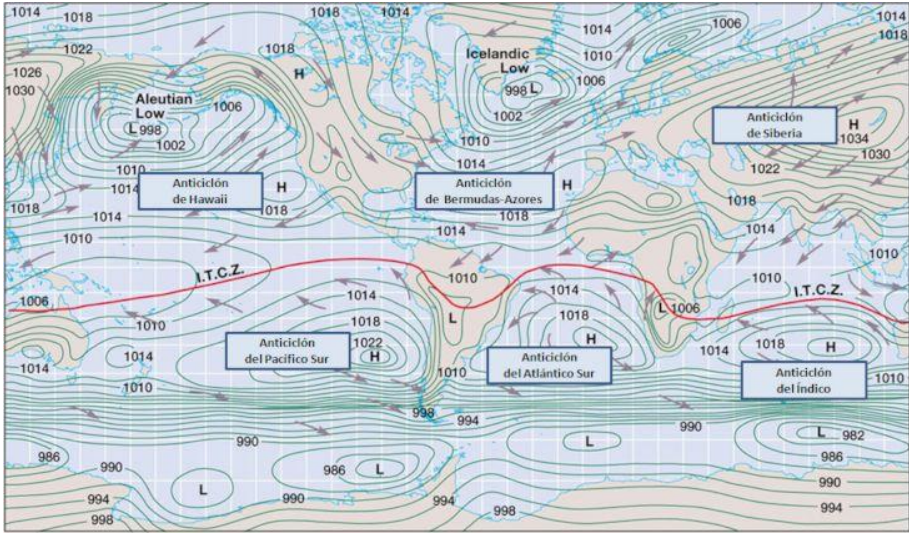 1014
1014
1018
1014
1006
1014
1022
1018
1010
1018
1026
H
Icelandic
Low
1030
Aleutian
Low
1006
998
L
1006
L
998
1002
Anticiclón
de Siberia
H
1034
1002
1010
1022
1030
1010
1014
1014
Anticiclón
de Hawaii
H
Anticiclón
de Bermudas-Azores
H
1018
1018
1018
1018
1014
1014
1014
1010
1010
I.T.C.Z.
1010
1010
1014
1014
I.T.C.Z.
1006
L
1006
1010
1018
1018
L
1014
Anticiclón
del Pacífico Sur
1022
H
H
Anticiclón
del Atlántico Sur
1014
1018
H
1014
1010
1010
Anticiclón
del Índico
1010
998
994
990
990
L
L
982
986
990
986
L
986
L
990
990
994
994
998
998